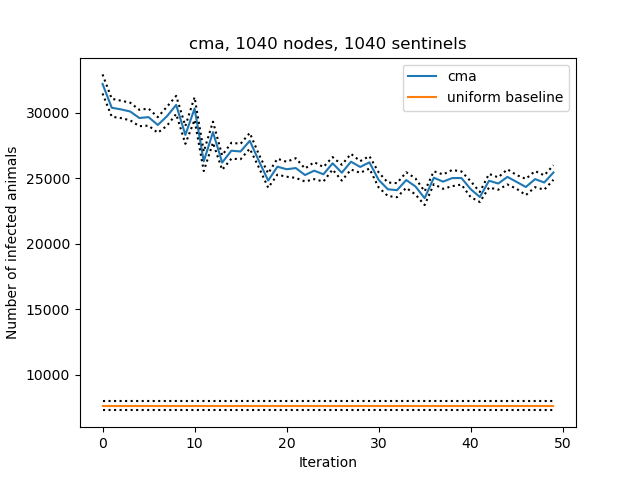 cma, 1040 nodes, 1040 sentinels
cma
uniform baseline
Number of infected animals
30000
25000
20000
15000
10000
0
10
20
30
40
50
Iteration